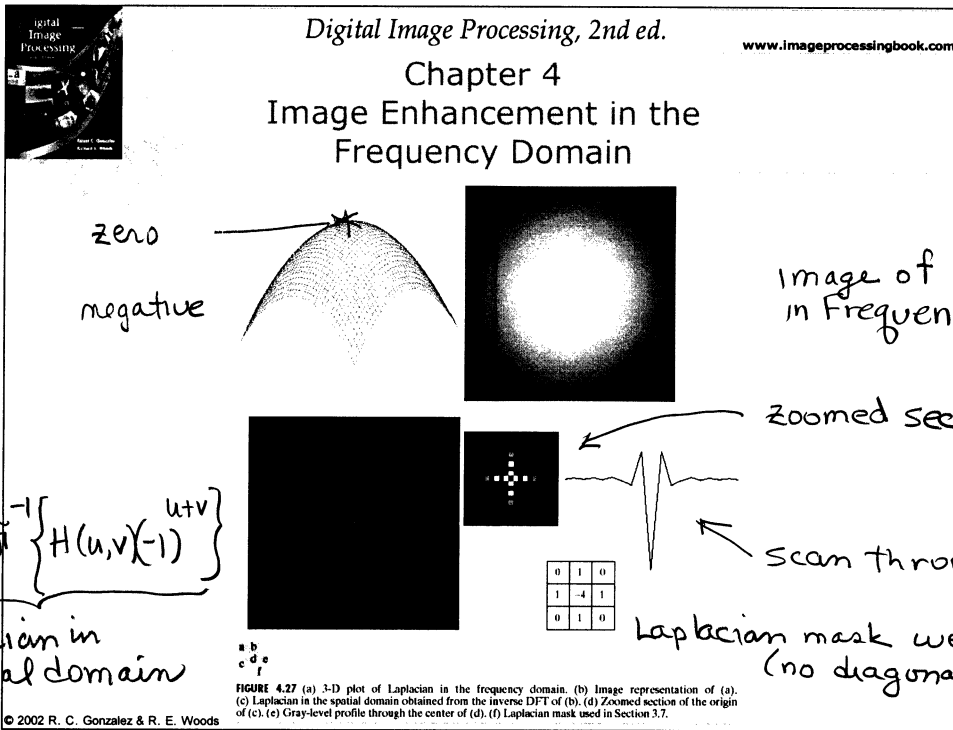 Digital
Image
Processing
Digital Image Processing, 2nd ed.
www.imageprocessingbook.com
Chapter 4
Image Enhancement in the
Frequency Domain
zero
negative
Image of
in Frequen
zoomed sec
-1 {H(u,v)(-1)^{u+v}}
scan thro
0 1 0
1 -4 1
0 1 0
ian in
al domain
Laplacian mask we
(no diagona
a b
c d e
f
FIGURE 4.27 (a) 3-D plot of Laplacian in the frequency domain. (b) Image representation of (a).
(c) Laplacian in the spatial domain obtained from the inverse DFT of (b). (d) Zoomed section of the origin
of (c). (e) Gray-level profile through the center of (d). (f) Laplacian mask used in Section 3.7.
© 2002 R. C. Gonzalez & R. E. Woods